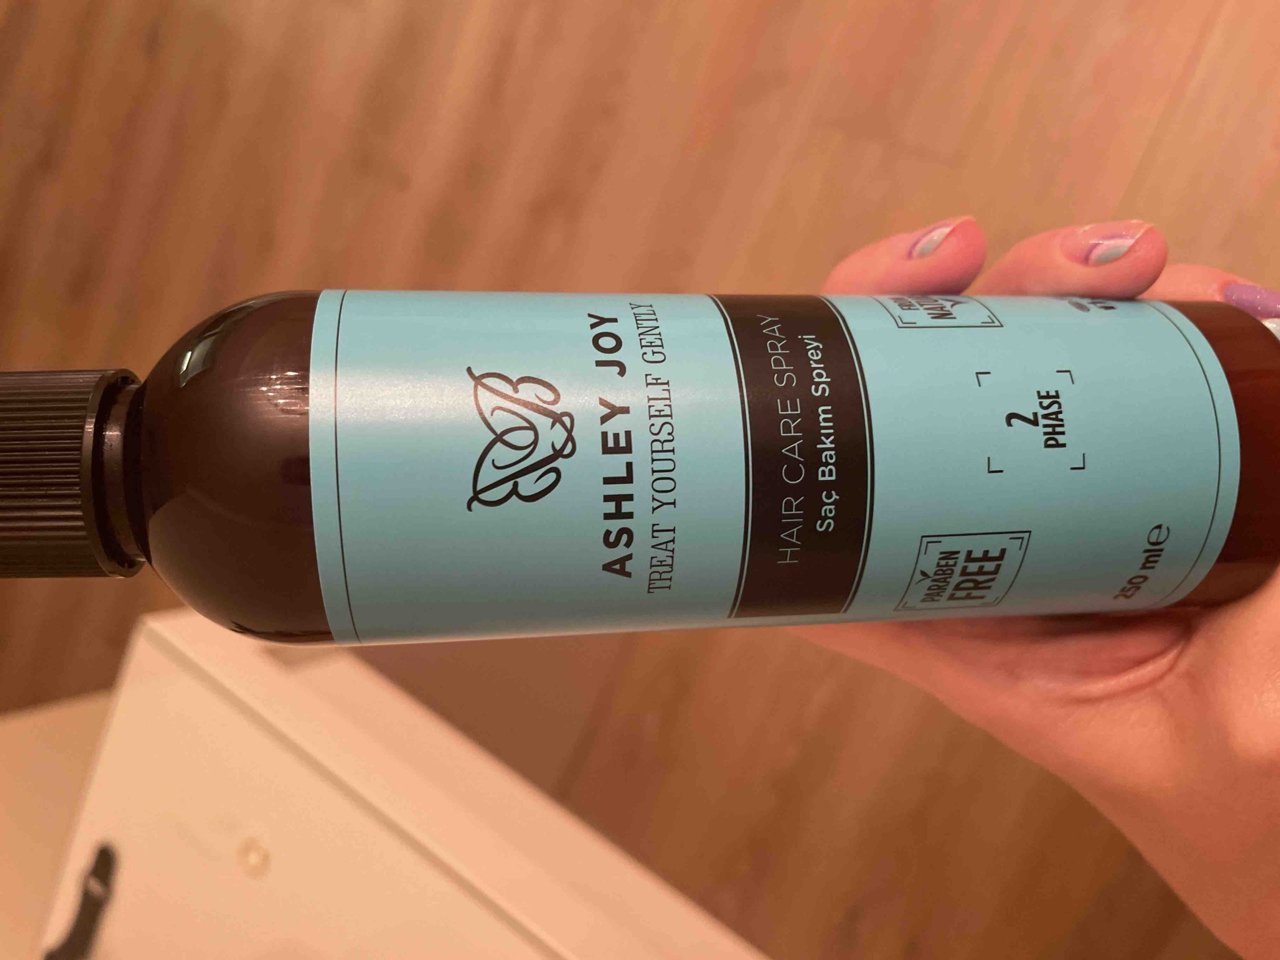 ASHLEY JOY
TREAT YOURSELF GENTLY
HAIR CARE SPRAY
Saç Bakım Spreyi
PARABEN
FREE
2
PHASE
250 ml℮